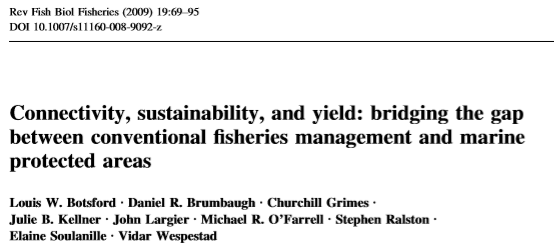 Rev Fish Biol Fisheries (2009) 19:69–95
DOI 10.1007/s11160-008-9092-z
Connectivity, sustainability, and yield: bridging the gap
between conventional fisheries management and marine
protected areas
Louis W. Botsford · Daniel R. Brumbaugh · Churchill Grimes ·
Julie B. Kellner · John Largier · Michael R. O'Farrell · Stephen Ralston ·
Elaine Soulanille · Vidar Wespestad